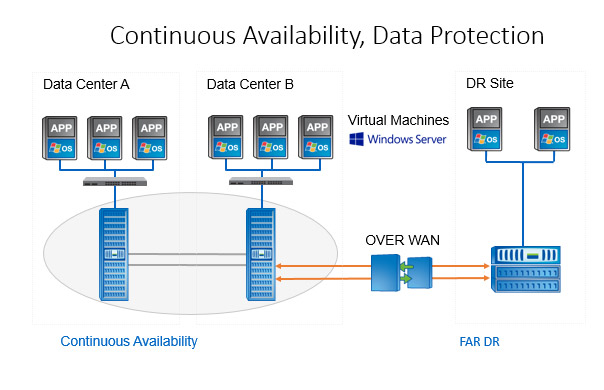 Continuous Availability, Data Protection
Data Center A
Data Center B
DR Site
APP
OS
APP
OS
APP
OS
APP
OS
APP
OS
APP
OS
Virtual Machines
Windows Server
APP
OS
APP
OS
OVER WAN
Continuous Availability
FAR DR